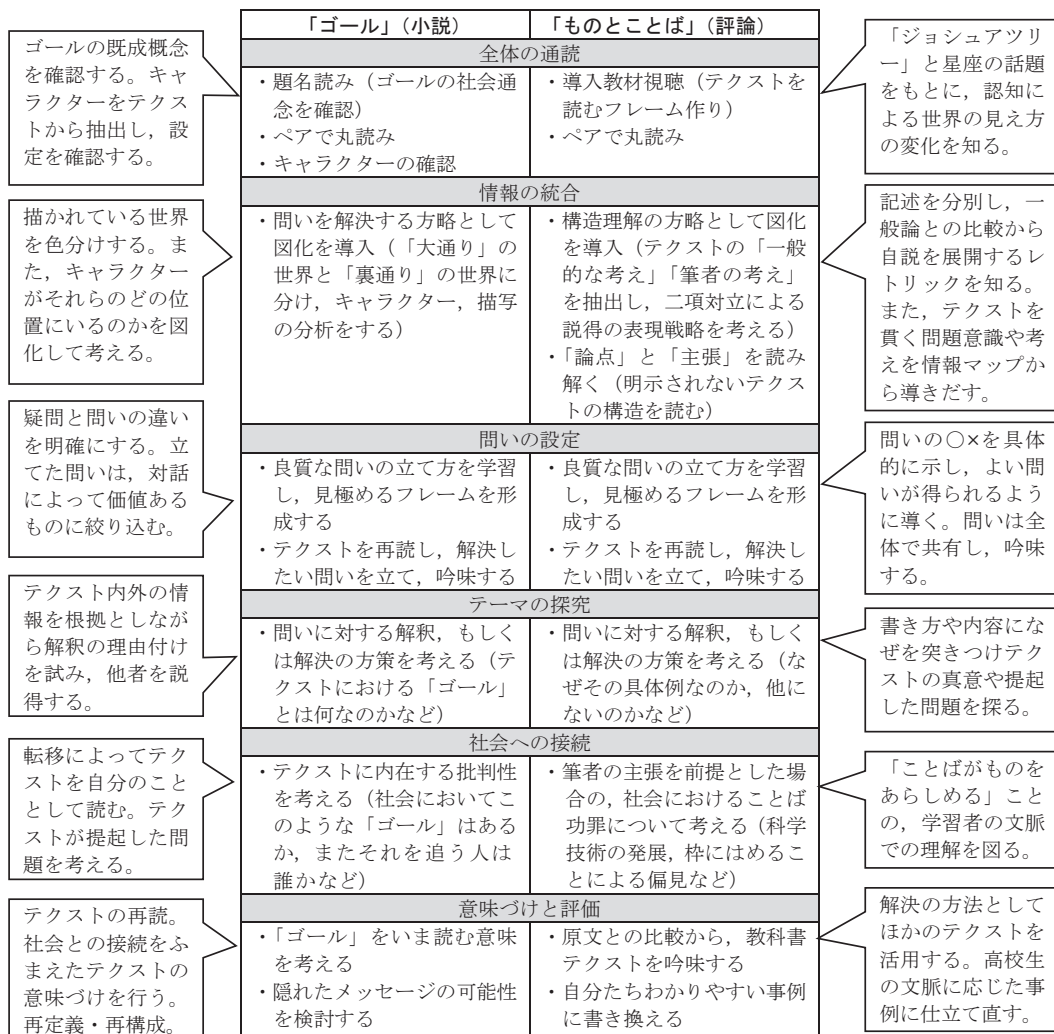 「ゴール」（小説）
「ものとことば」（評論）
全体の通読
・題名読み（ゴールの社会通
念を確認）
・ペアで丸読み
・キャラクターの確認
・導入教材視聴（テクストを
読むフレーム作り）
・ペアで丸読み
ゴールの既成概念
を確認する。キャ
ラクターをテクス
トから抽出し，設
定を確認する。
「ジョシュアツリ
ー」と星座の話題
をもとに，認知に
よる世界の見え方
の変化を知る。
情報の統合
・問いを解決する方略として
図化を導入（「大通り」の
世界と「裏通り」の世界に
分け，キャラクター，描写
の分析をする）
・構造理解の方略として図化
を導入（テクストの「一般
的な考え」「筆者の考え」
を抽出し，二項対立による
説得の表現戦略を考える）
・「論点」と「主張」を読み
解く（明示されないテクス
トの構造を読む）
描かれている世界
を色分けする。ま
た，キャラクター
がそれらのどの位
置にいるのかを図
化して考える。
記述を分別し，一
般論との比較から
自説を展開するレ
トリックを知る。
また，テクストを
貫く問題意識や考
えを情報マップか
ら導きだす。
問いの設定
・良質な問いの立て方を学習
し，見極めるフレームを形
成する
・テクストを再読し，解決し
たい問いを立て，吟味する
・良質な問いの立て方を学習
し，見極めるフレームを形
成する
・テクストを再読し，解決し
たい問いを立て，吟味する
疑問と問いの違い
を明確にする。立
てた問いは，対話
によって価値ある
ものに絞り込む。
問いの○×を具体
的に示し，よい問
いが得られるよう
に導く。問いは全
体で共有し，吟味
する。
テーマの探究
・問いに対する解釈，もしく
は解決の方策を考える（テ
クストにおける「ゴール」
とは何なのかなど）
・問いに対する解釈，もしく
は解決の方策を考える（な
ぜその具体例なのか，他に
ないのかなど）
テクスト内外の情
報を根拠としなが
ら解釈の理由付け
を試み，他者を説
得する。
書き方や内容にな
ぜを突きつけテク
ストの真意や提起
した問題を探る。
社会への接続
・テクストに内在する批判性
を考える（社会においてこ
のような「ゴール」はある
か，またそれを追う人は
誰かなど）
・筆者の主張を前提とした場
合の，社会におけることば
功罪について考える（科学
技術の発展，枠にはめるこ
とによる偏見など）
転移によってテク
ストを自分のこと
として読む。テク
ストが提起した問
題を考える。
「ことばがものを
あらしめる」こと
の，学習者の文脈
での理解を図る。
意味づけと評価
・「ゴール」をいま読む意味
を考える
・隠れたメッセージの可能性
を検討する
・原文との比較から，教科書
テクストを吟味する
・自分たちわかりやすい事例
に書き換える
テクストの再読。
社会との接続をふ
まえたテクストの
意味づけを行う。
再定義・再構成。
解決の方法として
ほかのテクストを
活用する。高校生
の文脈に応じた事
例に仕立て直す。